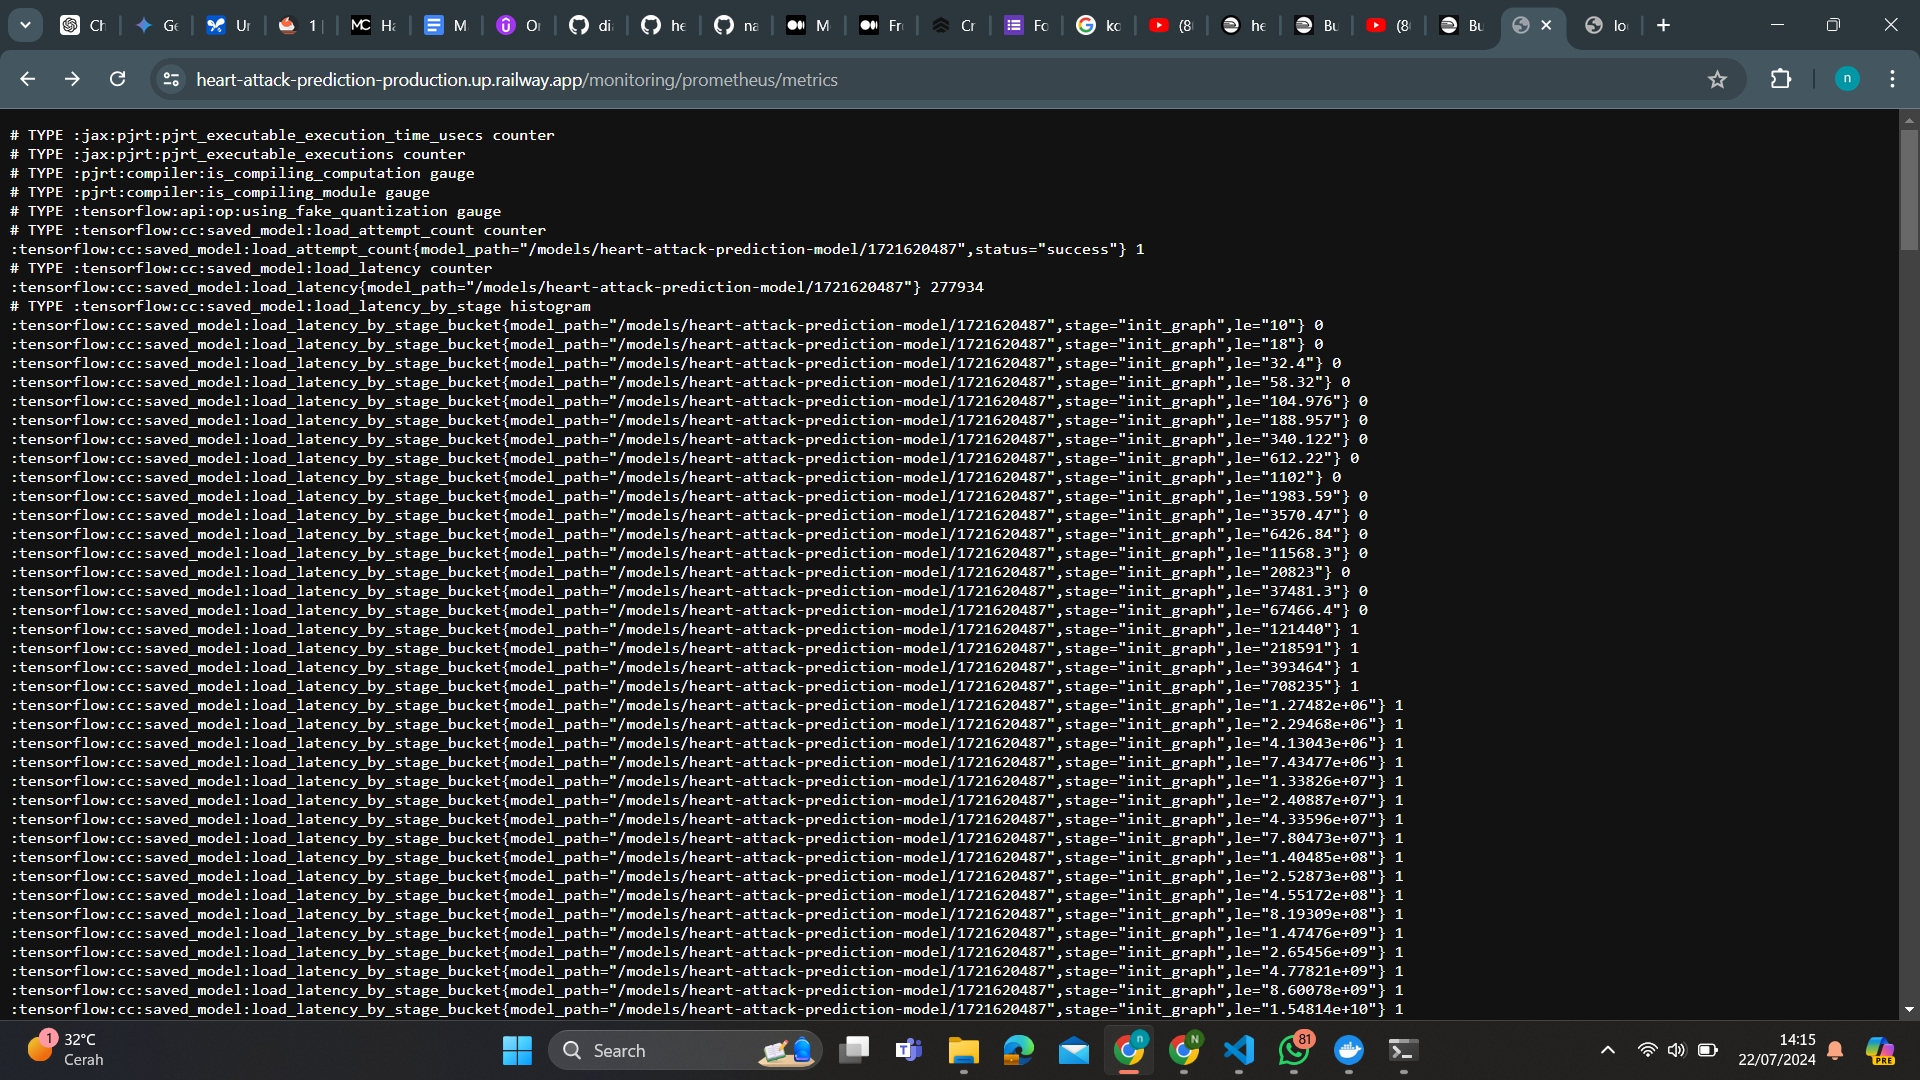 Ch
Ge
Ur
1
Ha
M
Or
di
he
na
M
Fr
Cr
Fo
ko
(8
he
Bu
(8
Bu
lo
heart-attack-prediction-production.up.railway.app/monitoring/prometheus/metrics
n
# TYPE :jax:pjrt:pjrt_executable_execution_time_usecs counter
# TYPE :jax:pjrt:pjrt_executable_executions counter
# TYPE :pjrt:compiler:is_compiling_computation gauge
# TYPE :pjrt:compiler:is_compiling_module gauge
# TYPE :tensorflow:api:op:using_fake_quantization gauge
# TYPE :tensorflow:cc:saved_model:load_attempt_count counter
:tensorflow:cc:saved_model:load_attempt_count{model_path="/models/heart-attack-prediction-model/1721620487",status="success"} 1
# TYPE :tensorflow:cc:saved_model:load_latency counter
:tensorflow:cc:saved_model:load_latency{model_path="/models/heart-attack-prediction-model/1721620487"} 277934
# TYPE :tensorflow:cc:saved_model:load_latency_by_stage histogram
:tensorflow:cc:saved_model:load_latency_by_stage_bucket{model_path="/models/heart-attack-prediction-model/1721620487",stage="init_graph",le="10"} 0
:tensorflow:cc:saved_model:load_latency_by_stage_bucket{model_path="/models/heart-attack-prediction-model/1721620487",stage="init_graph",le="18"} 0
:tensorflow:cc:saved_model:load_latency_by_stage_bucket{model_path="/models/heart-attack-prediction-model/1721620487",stage="init_graph",le="32.4"} 0
:tensorflow:cc:saved_model:load_latency_by_stage_bucket{model_path="/models/heart-attack-prediction-model/1721620487",stage="init_graph",le="58.32"} 0
:tensorflow:cc:saved_model:load_latency_by_stage_bucket{model_path="/models/heart-attack-prediction-model/1721620487",stage="init_graph",le="104.976"} 0
:tensorflow:cc:saved_model:load_latency_by_stage_bucket{model_path="/models/heart-attack-prediction-model/1721620487",stage="init_graph",le="188.957"} 0
:tensorflow:cc:saved_model:load_latency_by_stage_bucket{model_path="/models/heart-attack-prediction-model/1721620487",stage="init_graph",le="340.122"} 0
:tensorflow:cc:saved_model:load_latency_by_stage_bucket{model_path="/models/heart-attack-prediction-model/1721620487",stage="init_graph",le="612.22"} 0
:tensorflow:cc:saved_model:load_latency_by_stage_bucket{model_path="/models/heart-attack-prediction-model/1721620487",stage="init_graph",le="1102"} 0
:tensorflow:cc:saved_model:load_latency_by_stage_bucket{model_path="/models/heart-attack-prediction-model/1721620487",stage="init_graph",le="1983.59"} 0
:tensorflow:cc:saved_model:load_latency_by_stage_bucket{model_path="/models/heart-attack-prediction-model/1721620487",stage="init_graph",le="3570.47"} 0
:tensorflow:cc:saved_model:load_latency_by_stage_bucket{model_path="/models/heart-attack-prediction-model/1721620487",stage="init_graph",le="6426.84"} 0
:tensorflow:cc:saved_model:load_latency_by_stage_bucket{model_path="/models/heart-attack-prediction-model/1721620487",stage="init_graph",le="11568.3"} 0
:tensorflow:cc:saved_model:load_latency_by_stage_bucket{model_path="/models/heart-attack-prediction-model/1721620487",stage="init_graph",le="20823"} 0
:tensorflow:cc:saved_model:load_latency_by_stage_bucket{model_path="/models/heart-attack-prediction-model/1721620487",stage="init_graph",le="37481.3"} 0
:tensorflow:cc:saved_model:load_latency_by_stage_bucket{model_path="/models/heart-attack-prediction-model/1721620487",stage="init_graph",le="67466.4"} 0
:tensorflow:cc:saved_model:load_latency_by_stage_bucket{model_path="/models/heart-attack-prediction-model/1721620487",stage="init_graph",le="121440"} 1
:tensorflow:cc:saved_model:load_latency_by_stage_bucket{model_path="/models/heart-attack-prediction-model/1721620487",stage="init_graph",le="218591"} 1
:tensorflow:cc:saved_model:load_latency_by_stage_bucket{model_path="/models/heart-attack-prediction-model/1721620487",stage="init_graph",le="393464"} 1
:tensorflow:cc:saved_model:load_latency_by_stage_bucket{model_path="/models/heart-attack-prediction-model/1721620487",stage="init_graph",le="708235"} 1
:tensorflow:cc:saved_model:load_latency_by_stage_bucket{model_path="/models/heart-attack-prediction-model/1721620487",stage="init_graph",le="1.27482e+06"} 1
:tensorflow:cc:saved_model:load_latency_by_stage_bucket{model_path="/models/heart-attack-prediction-model/1721620487",stage="init_graph",le="2.29468e+06"} 1
:tensorflow:cc:saved_model:load_latency_by_stage_bucket{model_path="/models/heart-attack-prediction-model/1721620487",stage="init_graph",le="4.13043e+06"} 1
:tensorflow:cc:saved_model:load_latency_by_stage_bucket{model_path="/models/heart-attack-prediction-model/1721620487",stage="init_graph",le="7.43477e+06"} 1
:tensorflow:cc:saved_model:load_latency_by_stage_bucket{model_path="/models/heart-attack-prediction-model/1721620487",stage="init_graph",le="1.33826e+07"} 1
:tensorflow:cc:saved_model:load_latency_by_stage_bucket{model_path="/models/heart-attack-prediction-model/1721620487",stage="init_graph",le="2.40887e+07"} 1
:tensorflow:cc:saved_model:load_latency_by_stage_bucket{model_path="/models/heart-attack-prediction-model/1721620487",stage="init_graph",le="4.33596e+07"} 1
:tensorflow:cc:saved_model:load_latency_by_stage_bucket{model_path="/models/heart-attack-prediction-model/1721620487",stage="init_graph",le="7.80473e+07"} 1
:tensorflow:cc:saved_model:load_latency_by_stage_bucket{model_path="/models/heart-attack-prediction-model/1721620487",stage="init_graph",le="1.40485e+08"} 1
:tensorflow:cc:saved_model:load_latency_by_stage_bucket{model_path="/models/heart-attack-prediction-model/1721620487",stage="init_graph",le="2.52873e+08"} 1
:tensorflow:cc:saved_model:load_latency_by_stage_bucket{model_path="/models/heart-attack-prediction-model/1721620487",stage="init_graph",le="4.55172e+08"} 1
:tensorflow:cc:saved_model:load_latency_by_stage_bucket{model_path="/models/heart-attack-prediction-model/1721620487",stage="init_graph",le="8.19309e+08"} 1
:tensorflow:cc:saved_model:load_latency_by_stage_bucket{model_path="/models/heart-attack-prediction-model/1721620487",stage="init_graph",le="1.47476e+09"} 1
:tensorflow:cc:saved_model:load_latency_by_stage_bucket{model_path="/models/heart-attack-prediction-model/1721620487",stage="init_graph",le="2.65456e+09"} 1
:tensorflow:cc:saved_model:load_latency_by_stage_bucket{model_path="/models/heart-attack-prediction-model/1721620487",stage="init_graph",le="4.77821e+09"} 1
:tensorflow:cc:saved_model:load_latency_by_stage_bucket{model_path="/models/heart-attack-prediction-model/1721620487",stage="init_graph",le="8.60078e+09"} 1
:tensorflow:cc:saved_model:load_latency_by_stage_bucket{model_path="/models/heart-attack-prediction-model/1721620487",stage="init_graph",le="1.54814e+10"} 1
1
32°C
Cerah
Search
n
N
81
14:15
22/07/2024
PRE